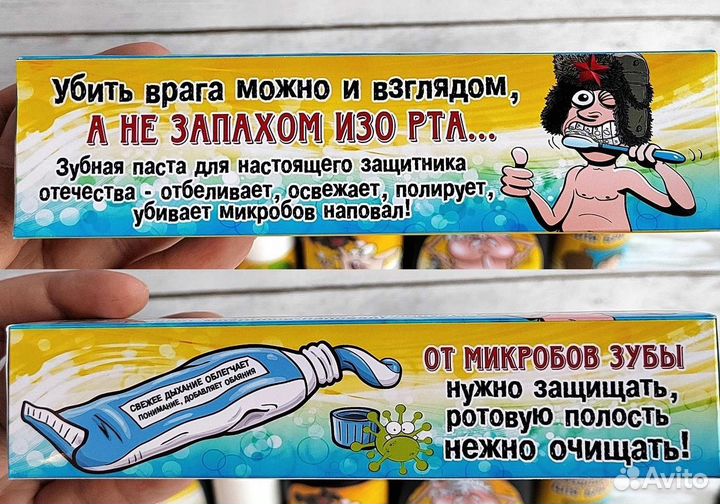 Убить врага можно и взглядом,
А НЕ ЗАПАХОМ ИЗО РТА...
Зубная паста для настоящего защитника
отечества - отбеливает, освежает, полирует,
убивает микробов наповал!
СВЕЖЕЕ ДЫХАНИЕ ОБЛЕГЧАЕТ
ПОНИМАНИЕ, ДОБАВЛЯЕТ ОБАЯНИЯ
ОТ МИКРОБОВ ЗУБЫ
нужно защищать,
ротовую полость
нежно очищать!
Avito